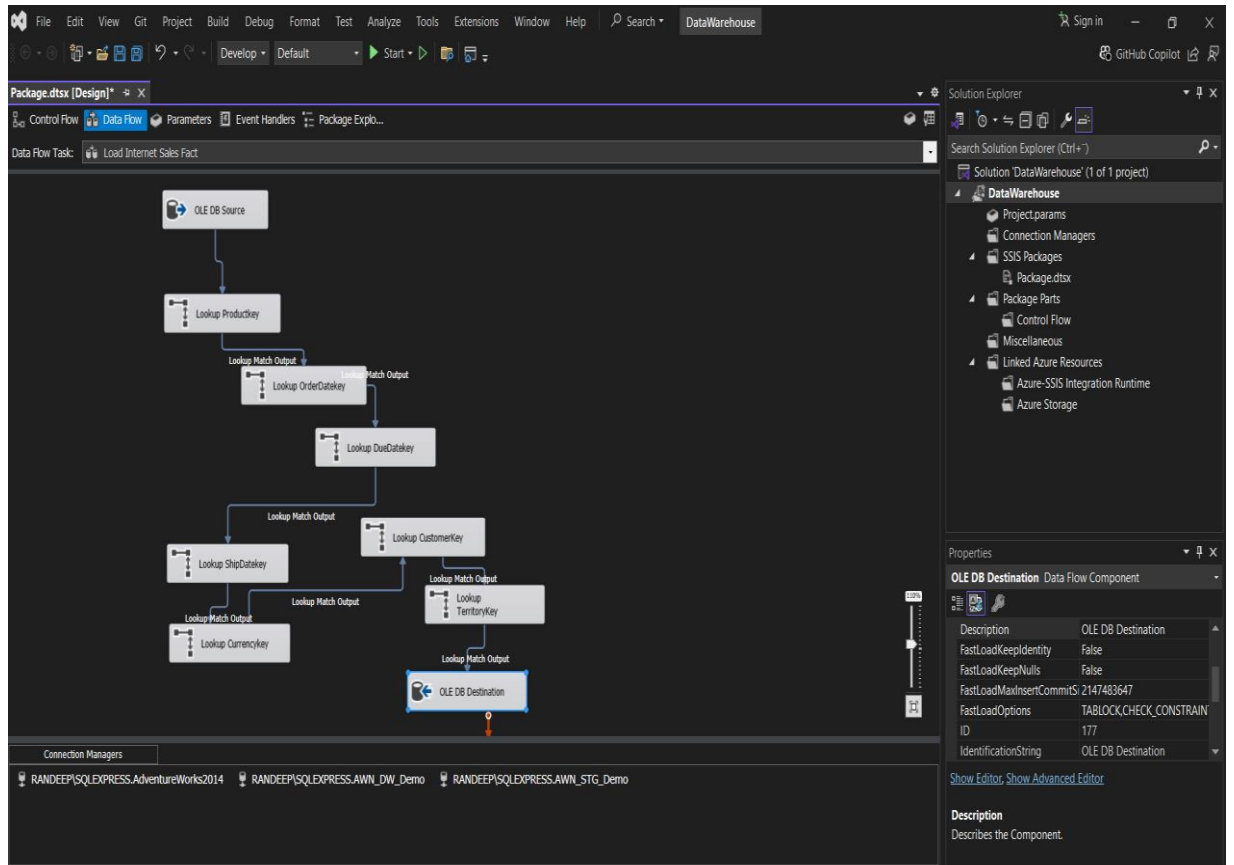 File Edit View Git Project Build Debug Format Test Analyze Tools Extensions Window Help Search DataWarehouse Sign in
Develop Default Start GitHub Copilot
Package.dtsx [Design]*
Control Flow Data Flow Parameters Event Handlers Package Explo...
Data Flow Task: Load Internet Sales Fact
OLE DB Source
Lookup Productkey
Lookup Match Output
Lookup OrderDatekey
Lookup Match Output
Lookup DueDatekey
Lookup Match Output
Lookup CustomerKey
Lookup ShipDatekey
Lookup Match Output
Lookup
TerritoryKey
Lookup Match Output
Lookup Match Output
Lookup Currencykey
Lookup Match Output
OLE DB Destination
110%
Connection Managers
RANDEEP\SQLEXPRESS.AdventureWorks2014 RANDEEP\SQLEXPRESS.AWN_DW_Demo RANDEEP\SQLEXPRESS.AWN_STG_Demo
Solution Explorer
Search Solution Explorer (Ctrl+¨)
Solution 'DataWarehouse' (1 of 1 project)
DataWarehouse
Project.params
Connection Managers
SSIS Packages
Package.dtsx
Package Parts
Control Flow
Miscellaneous
Linked Azure Resources
Azure-SSIS Integration Runtime
Azure Storage
Properties
OLE DB Destination Data Flow Component
Description OLE DB Destination
FastLoadKeepIdentity False
FastLoadKeepNulls False
FastLoadMaxInsertCommitSi 2147483647
FastLoadOptions TABLOCK,CHECK_CONSTRAIN
ID 177
IdentificationString OLE DB Destination
Show Editor, Show Advanced Editor
Description
Describes the Component.